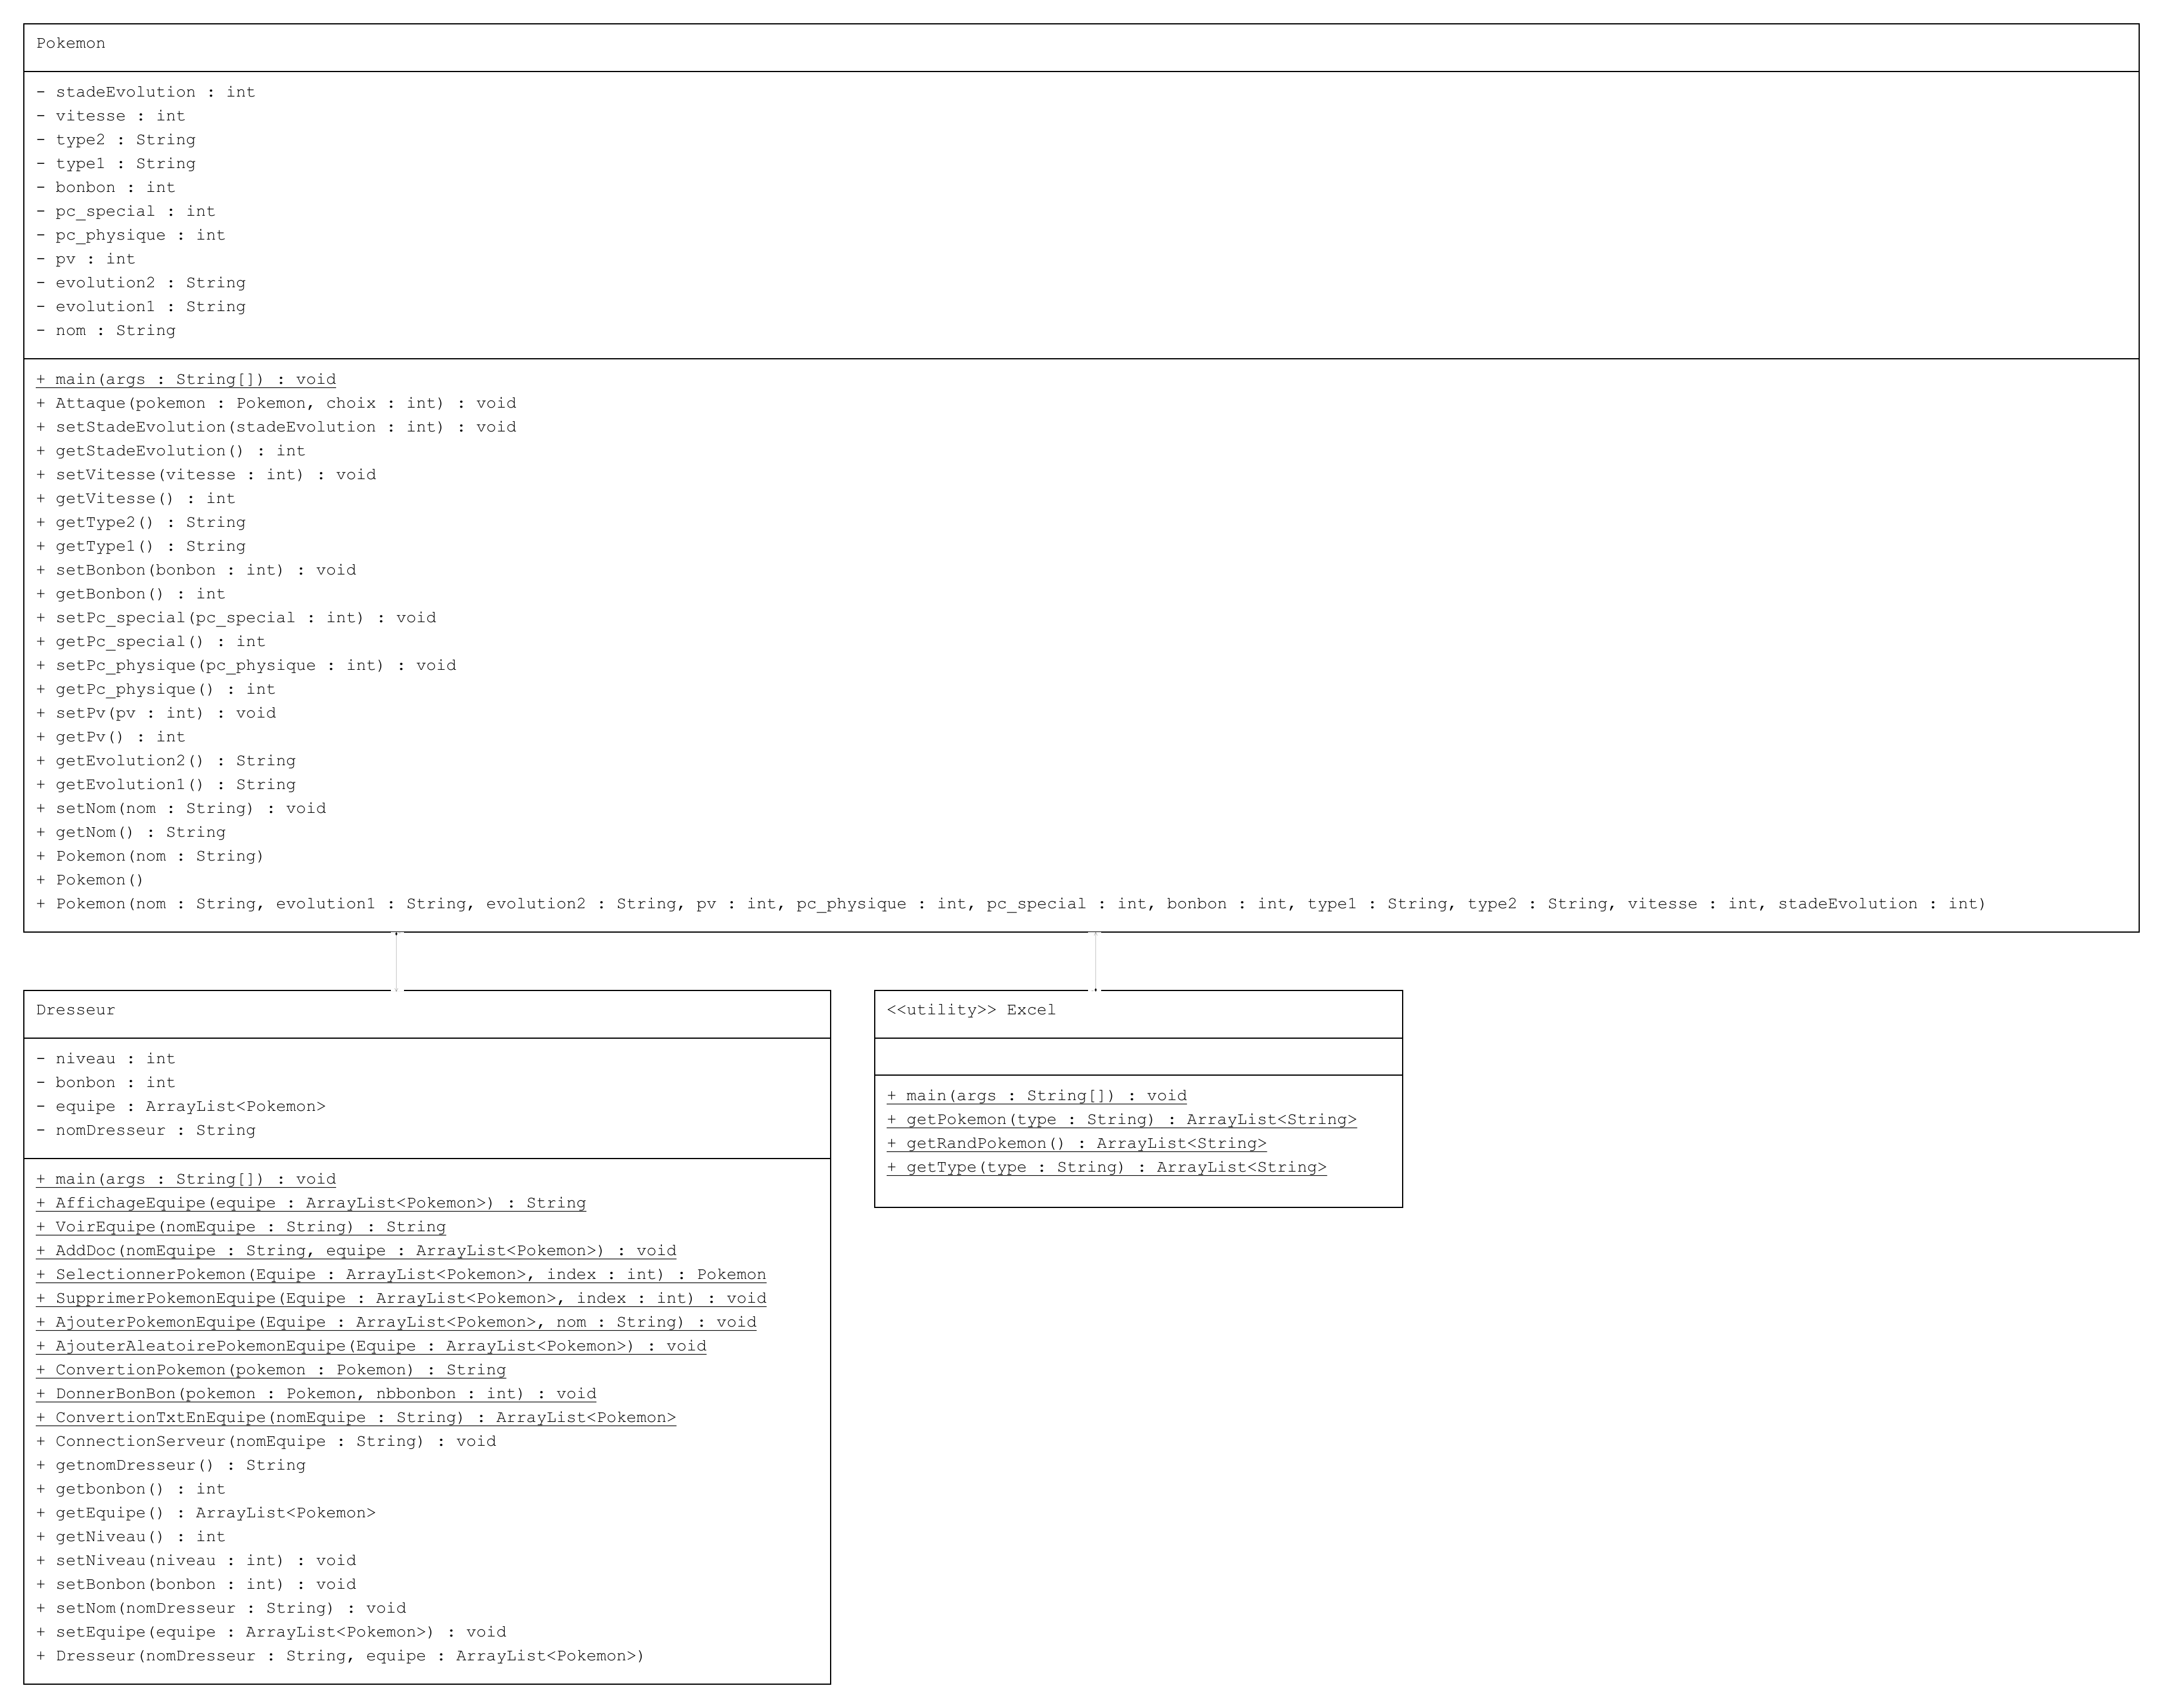 Pokemon
- stadeEvolution : int
- vitesse : int
- type2 : String
- type1 : String
- bonbon : int
- pc_special : int
- pc_physique : int
- pv : int
- evolution2 : String
- evolution1 : String
- nom : String
+ main(args : String[]) : void
+ Attaque(pokemon : Pokemon, choix : int) : void
+ setStadeEvolution(stadeEvolution : int) : void
+ getStadeEvolution() : int
+ setVitesse(vitesse : int) : void
+ getVitesse() : int
+ getType2() : String
+ getType1() : String
+ setBonbon(bonbon : int) : void
+ getBonbon() : int
+ setPc_special(pc_special : int) : void
+ getPc_special() : int
+ setPc_physique(pc_physique : int) : void
+ getPc_physique() : int
+ setPv(pv : int) : void
+ getPv() : int
+ getEvolution2() : String
+ getEvolution1() : String
+ setNom(nom : String) : void
+ getNom() : String
+ Pokemon(nom : String)
+ Pokemon()
+ Pokemon(nom : String, evolution1 : String, evolution2 : String, pv : int, pc_physique : int, pc_special : int, bonbon : int, type1 : String, type2 : String, vitesse : int, stadeEvolution : int)
Dresseur
- niveau : int
- bonbon : int
- equipe : ArrayList<Pokemon>
- nomDresseur : String
+ main(args : String[]) : void
+ AffichageEquipe(equipe : ArrayList<Pokemon>) : String
+ VoirEquipe(nomEquipe : String) : String
+ AddDoc(nomEquipe : String, equipe : ArrayList<Pokemon>) : void
+ SelectionnerPokemon(Equipe : ArrayList<Pokemon>, index : int) : Pokemon
+ SupprimerPokemonEquipe(Equipe : ArrayList<Pokemon>, index : int) : void
+ AjouterPokemonEquipe(Equipe : ArrayList<Pokemon>, nom : String) : void
+ AjouterAleatoirePokemonEquipe(Equipe : ArrayList<Pokemon>) : void
+ ConvertionPokemon(pokemon : Pokemon) : String
+ DonnerBonBon(pokemon : Pokemon, nbbonbon : int) : void
+ ConvertionTxtEnEquipe(nomEquipe : String) : ArrayList<Pokemon>
+ ConnectionServeur(nomEquipe : String) : void
+ getnomDresseur() : String
+ getbonbon() : int
+ getEquipe() : ArrayList<Pokemon>
+ getNiveau() : int
+ setNiveau(niveau : int) : void
+ setBonbon(bonbon : int) : void
+ setNom(nomDresseur : String) : void
+ setEquipe(equipe : ArrayList<Pokemon>) : void
+ Dresseur(nomDresseur : String, equipe : ArrayList<Pokemon>)
<<utility>> Excel
+ main(args : String[]) : void
+ getPokemon(type : String) : ArrayList<String>
+ getRandPokemon() : ArrayList<String>
+ getType(type : String) : ArrayList<String>